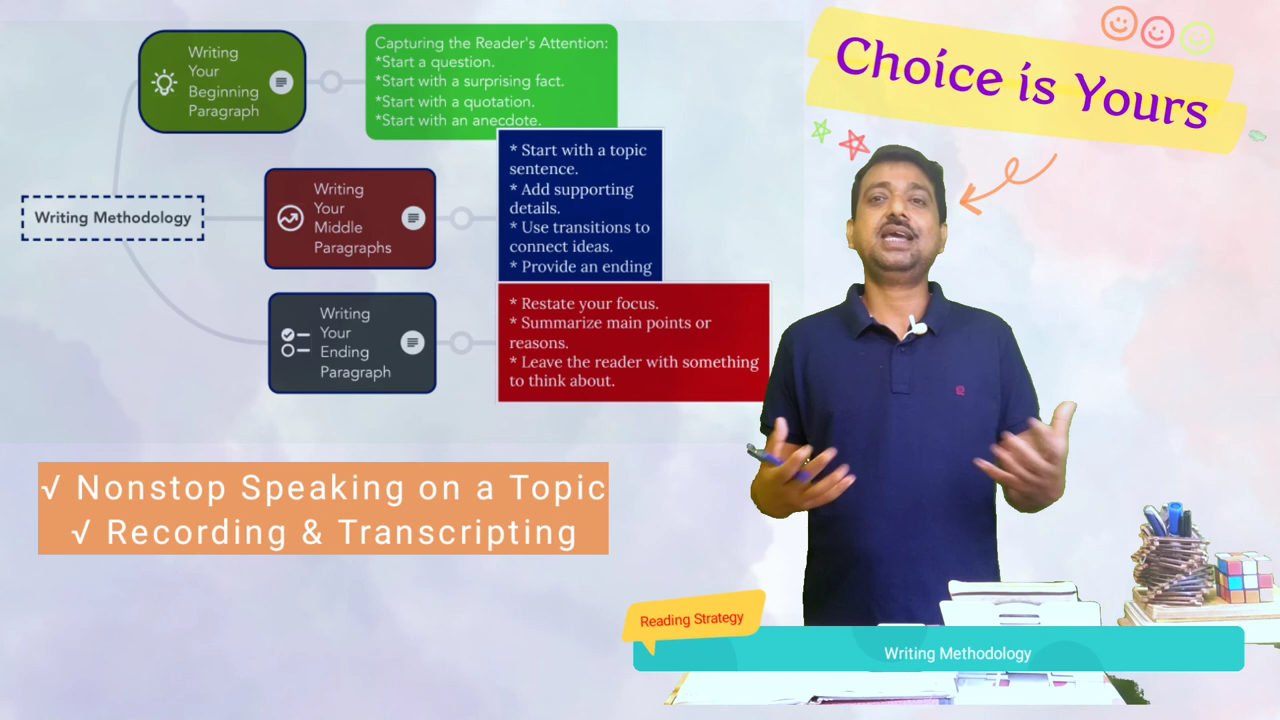 Writing
Your
Beginning
Paragraph
Capturing the Reader's Attention:
*Start a question.
*Start with a surprising fact.
*Start with a quotation.
*Start with an anecdote.
Choice is Yours
Writing Methodology
Writing
Your
Middle
Paragraphs
* Start with a topic
sentence.
* Add supporting
details.
* Use transitions to
connect ideas.
* Provide an ending
Writing
Your
Ending
Paragraph
* Restate your focus.
* Summarize main points or
reasons.
* Leave the reader with something
to think about.
√ Nonstop Speaking on a Topic
√ Recording & Transcripting
Reading Strategy
Writing Methodology